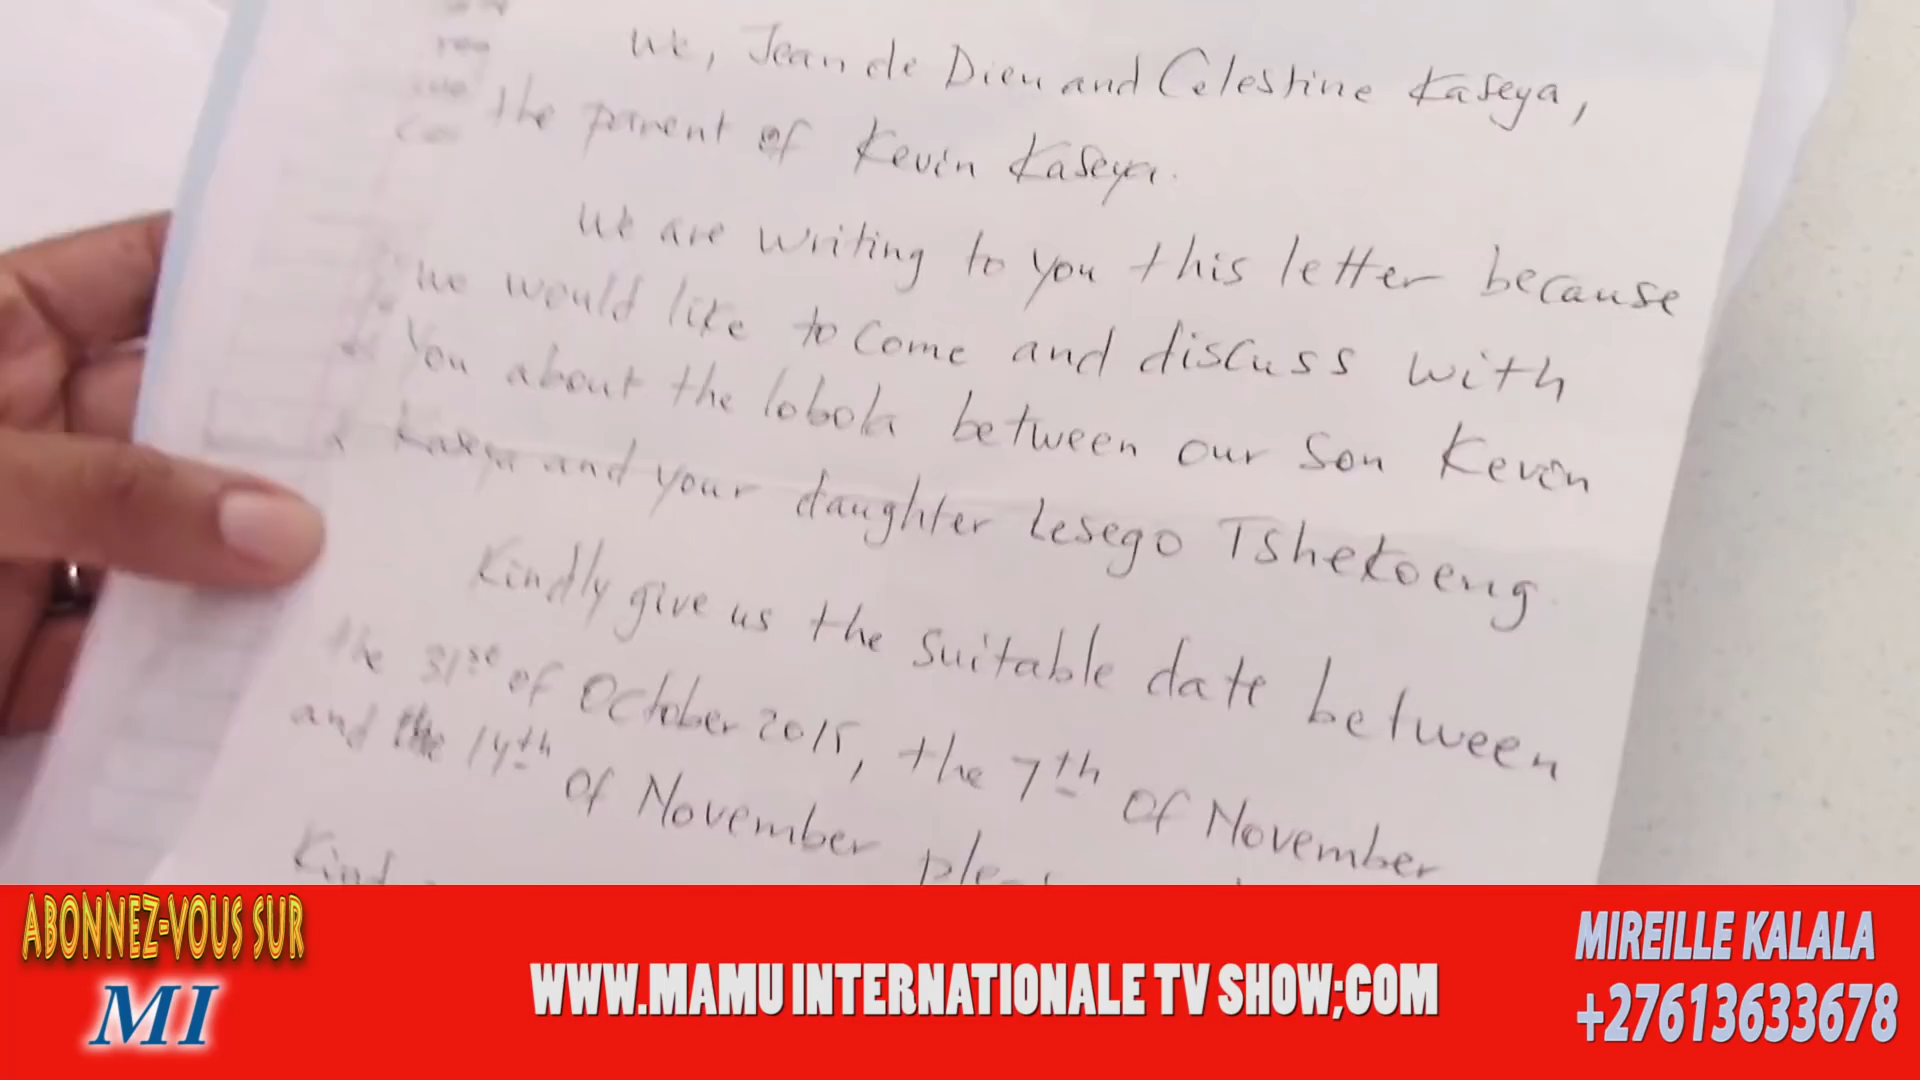 We, Jean de Dieu and Celestine Kaseya,
the parent of Kevin Kaseya.
We are writing to you this letter because
we would like to come and discuss with
You about the lobola between our son Kevin
Kaseya and your daughter Lesego Tshekoeng.
Kindly give us the suitable date between
the 31st of October 2015, the 7th of November
and the 14th of November
ABONNEZ-VOUS SUR
MI
WWW.MAMU INTERNATIONALE TV SHOW;COM
MIREILLE KALALA
+27613633678